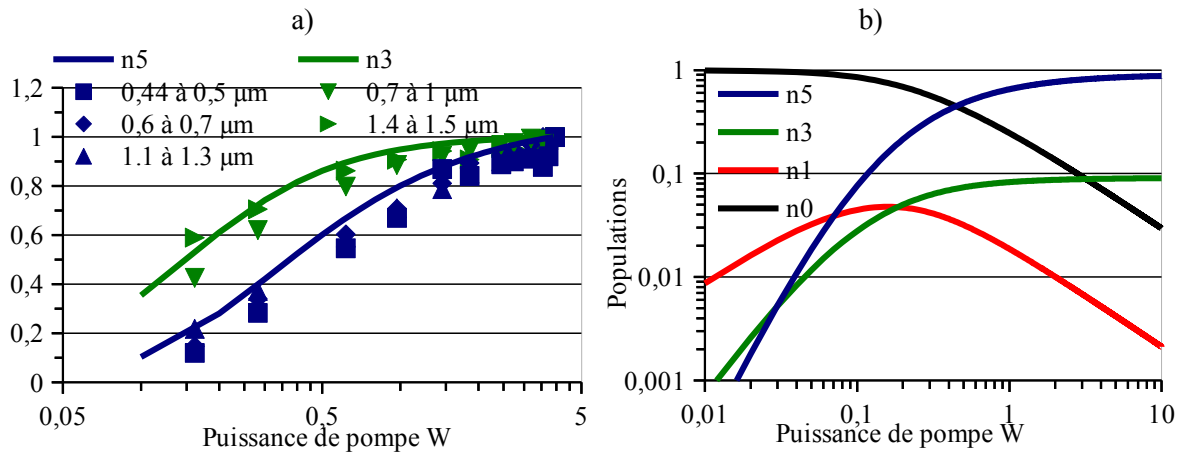 a)
n5
n3
0,44 à 0,5 µm
0,7 à 1 µm
0,6 à 0,7 µm
1.4 à 1.5 µm
1.1 à 1.3 µm
1,2
1
0,8
0,6
0,4
0,2
0
0,05
0,5
5
Puissance de pompe W
b)
n5
n3
n1
n0
Populations
1
0,1
0,01
0,001
0,01
0,1
1
10
Puissance de pompe W